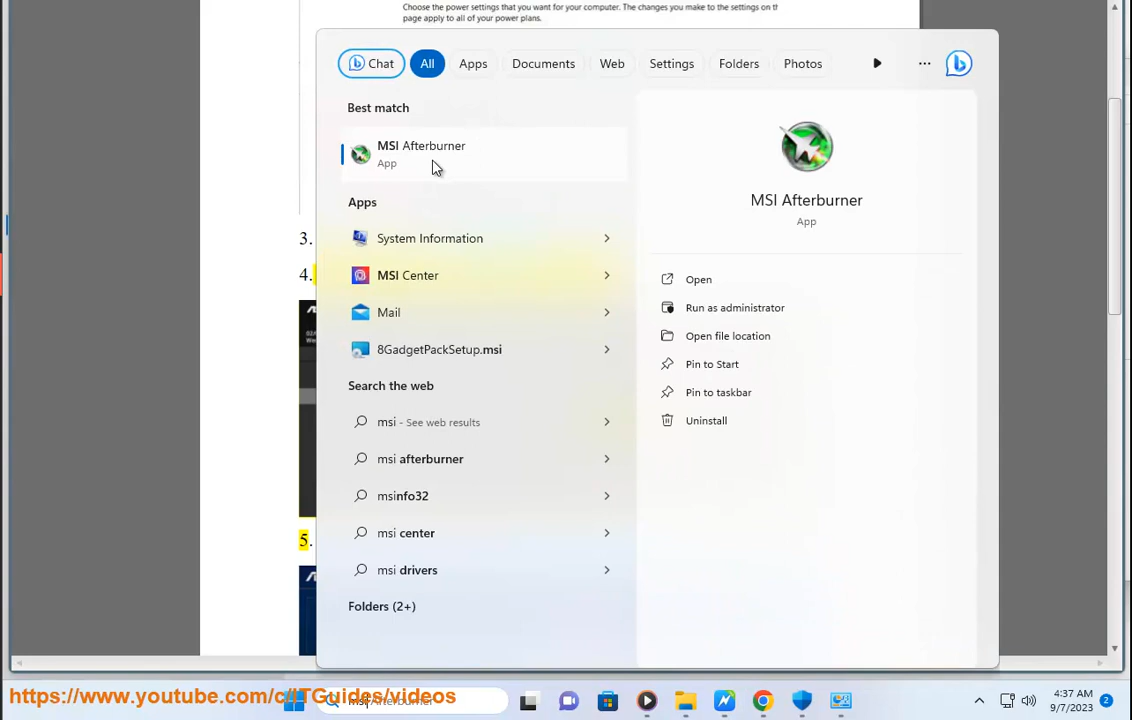 Choose the power settings that you want for your computer. The changes you make to the settings on th
page apply to all of your power plans.
Chat
All
Apps
Documents
Web
Settings
Folders
Photos
...
Best match
MSI Afterburner
App
Apps
System Information
MSI Center
Mail
8GadgetPackSetup.msi
Search the web
msi - See web results
msi afterburner
msinfo32
msi center
msi drivers
Folders (2+)
MSI Afterburner
App
Open
Run as administrator
Open file location
Pin to Start
Pin to taskbar
Uninstall
3.
4.
5.
https://www.youtube.com/c/ITGuides/videos
msi Afterburner
4:37 AM
9/7/2023
2